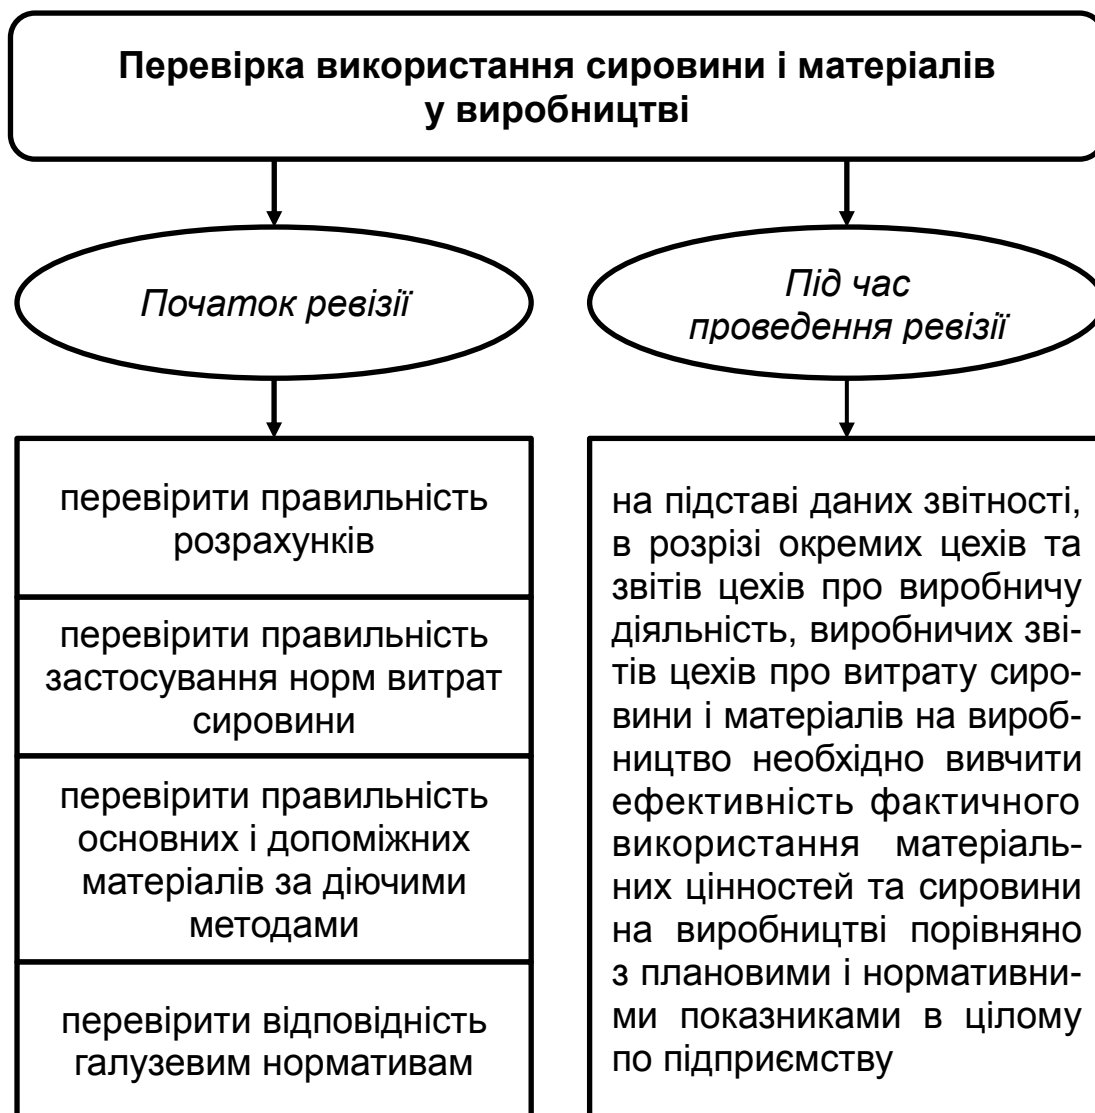 Перевірка використання сировини і матеріалів
у виробництві
Початок ревізії
Під час
проведення ревізії
перевірити правильність
розрахунків
перевірити правильність
застосування норм витрат
сировини
перевірити правильність
основних і допоміжних
матеріалів за діючими
методами
перевірити відповідність
галузевим нормативам
на підставі даних звітності,
в розрізі окремих цехів та
звітів цехів про виробничу
діяльність, виробничих зві-
тів цехів про витрату сиро-
вини і матеріалів на вироб-
ництво необхідно вивчити
ефективність фактичного
використання матеріаль-
них цінностей та сировини
на виробництві порівняно
з плановими і нормативни-
ми показниками в цілому
по підприємству